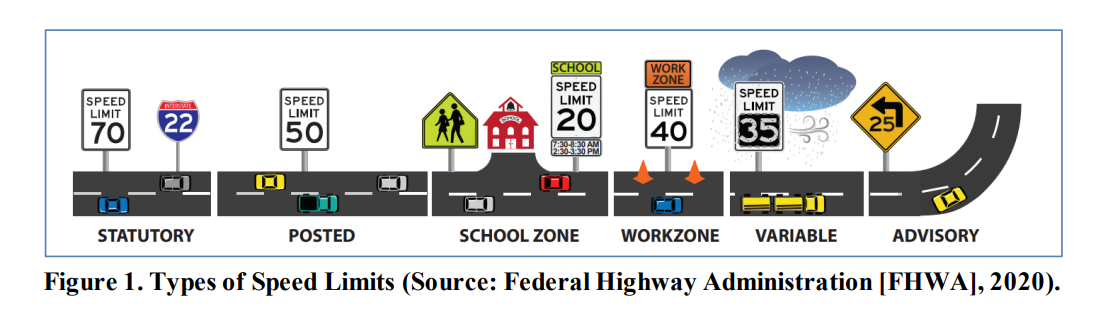 SPEED
LIMIT
70
INTERSTATE
22
SPEED
LIMIT
50
SCHOOL
SCHOOL
SPEED
LIMIT
20
7:30-8:30 AM
2:30-3:30 PM
WORK
ZONE
SPEED
LIMIT
40
SPEED
LIMIT
35
25
STATUTORY
POSTED
SCHOOL ZONE
WORKZONE
VARIABLE
ADVISORY
Figure 1. Types of Speed Limits (Source: Federal Highway Administration [FHWA], 2020).